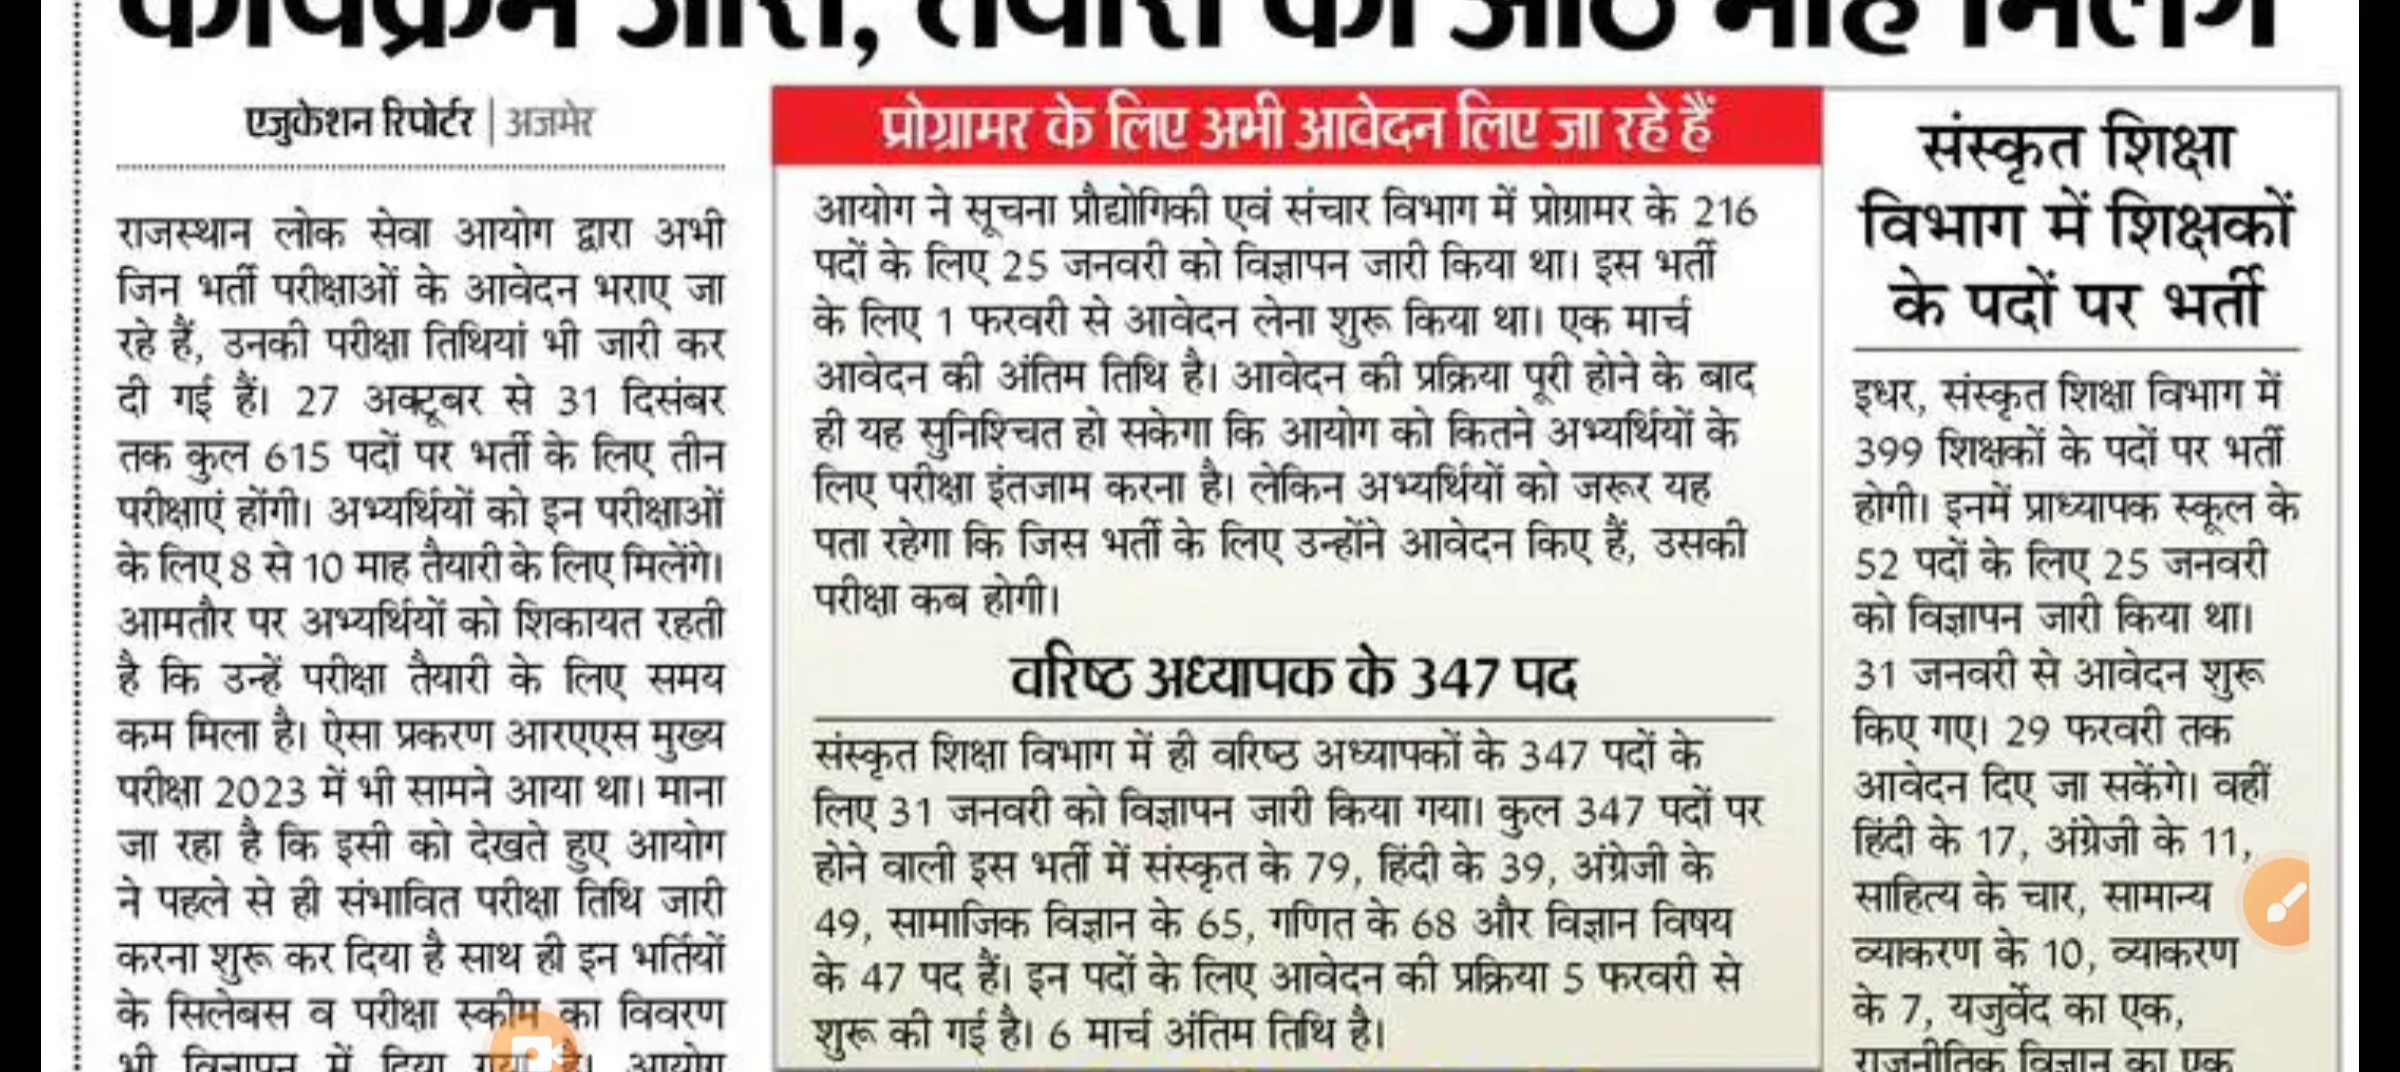 कार्यक्रम जारी, तैयारी को आठ माह मिलेंगे
एजुकेशन रिपोर्टर | अजमेर
राजस्थान लोक सेवा आयोग द्वारा अभी
जिन भर्ती परीक्षाओं के आवेदन भराए जा
रहे हैं, उनकी परीक्षा तिथियां भी जारी कर
दी गई हैं। 27 अक्टूबर से 31 दिसंबर
तक कुल 615 पदों पर भर्ती के लिए तीन
परीक्षाएं होंगी। अभ्यर्थियों को इन परीक्षाओं
के लिए 8 से 10 माह तैयारी के लिए मिलेंगे।
आमतौर पर अभ्यर्थियों को शिकायत रहती
है कि उन्हें परीक्षा तैयारी के लिए समय
कम मिला है। ऐसा प्रकरण आरएएस मुख्य
परीक्षा 2023 में भी सामने आया था। माना
जा रहा है कि इसी को देखते हुए आयोग
ने पहले से ही संभावित परीक्षा तिथि जारी
करना शुरू कर दिया है साथ ही इन भर्तियों
के सिलेबस व परीक्षा स्कीम का विवरण
भी विज्ञापन में दिया गया है। आयोग
प्रोग्रामर के लिए अभी आवेदन लिए जा रहे हैं
आयोग ने सूचना प्रौद्योगिकी एवं संचार विभाग में प्रोग्रामर के 216
पदों के लिए 25 जनवरी को विज्ञापन जारी किया था। इस भर्ती
के लिए 1 फरवरी से आवेदन लेना शुरू किया था। एक मार्च
आवेदन की अंतिम तिथि है। आवेदन की प्रक्रिया पूरी होने के बाद
ही यह सुनिश्चित हो सकेगा कि आयोग को कितने अभ्यर्थियों के
लिए परीक्षा इंतजाम करना है। लेकिन अभ्यर्थियों को जरूर यह
पता रहेगा कि जिस भर्ती के लिए उन्होंने आवेदन किए हैं, उसकी
परीक्षा कब होगी।
वरिष्ठ अध्यापक के 347 पद
संस्कृत शिक्षा विभाग में ही वरिष्ठ अध्यापकों के 347 पदों के
लिए 31 जनवरी को विज्ञापन जारी किया गया। कुल 347 पदों पर
होने वाली इस भर्ती में संस्कृत के 79, हिंदी के 39, अंग्रेजी के
49, सामाजिक विज्ञान के 65, गणित के 68 और विज्ञान विषय
के 47 पद हैं। इन पदों के लिए आवेदन की प्रक्रिया 5 फरवरी से
शुरू की गई है। 6 मार्च अंतिम तिथि है।
संस्कृत शिक्षा
विभाग में शिक्षकों
के पदों पर भर्ती
इधर, संस्कृत शिक्षा विभाग में
399 शिक्षकों के पदों पर भर्ती
होगी। इनमें प्राध्यापक स्कूल के
52 पदों के लिए 25 जनवरी
को विज्ञापन जारी किया था।
31 जनवरी से आवेदन शुरू
किए गए। 29 फरवरी तक
आवेदन दिए जा सकेंगे। वहीं
हिंदी के 17, अंग्रेजी के 11,
साहित्य के चार, सामान्य
व्याकरण के 10, व्याकरण
के 7, यजुर्वेद का एक,
राजनीतिक विज्ञान का एक